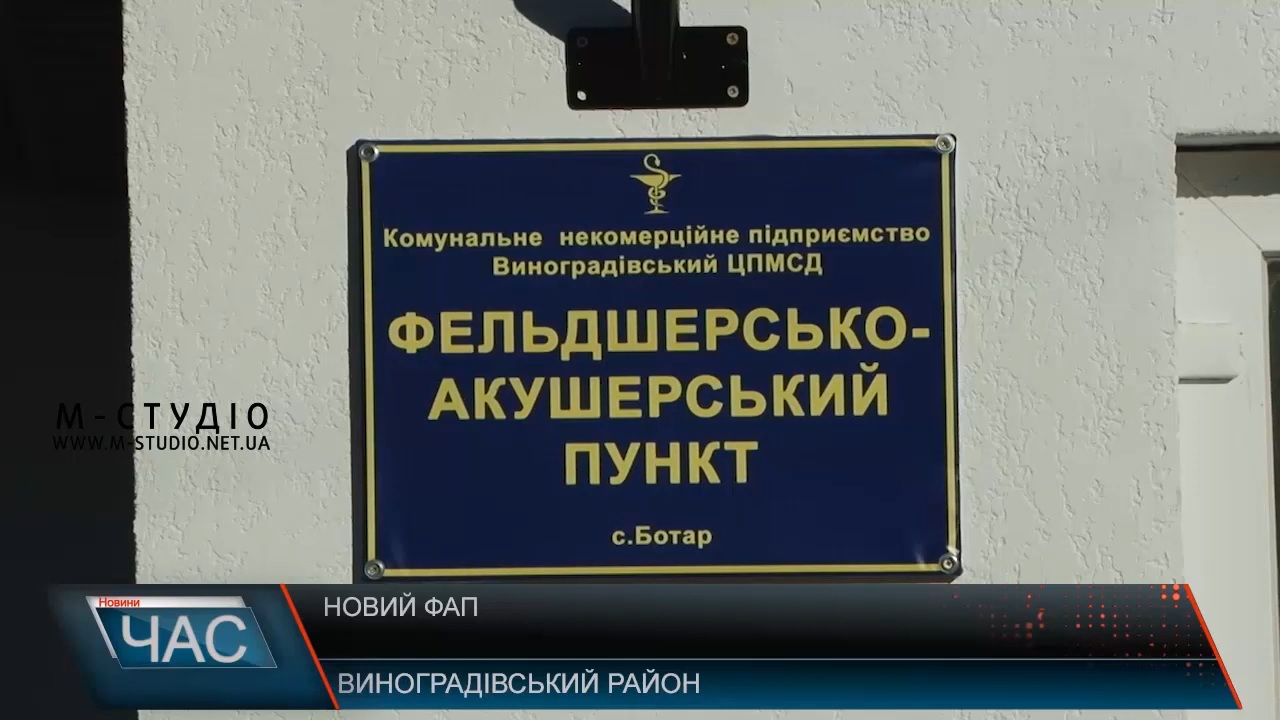 Комунальне некомерційне підприємство
Виноградівський ЦПМСД
ФЕЛЬДШЕРСЬКО-
АКУШЕРСЬКИЙ
ПУНКТ
с.Ботар
М-СТУДІО
WWW.M-STUDIO.NET.UA
Новини
ЧАС
НОВИЙ ФАП
ВИНОГРАДІВСЬКИЙ РАЙОН